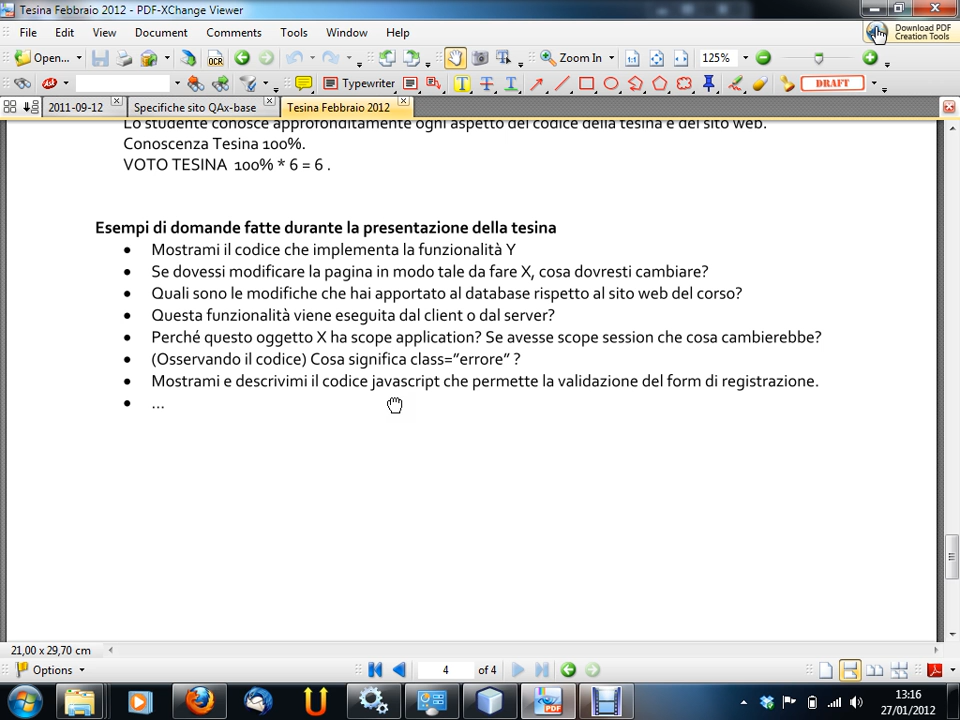 Tesina Febbraio 2012 - PDF-XChange Viewer
File Edit View Document Comments Tools Window Help
Download PDF
Creation Tools
Open... OCR Zoom In 125%
Typewriter DRAFT
2011-09-12 Specifiche sito QAx-base Tesina Febbraio 2012
Lo studente conosce approfonditamente ogni aspetto del codice della tesina e del sito web.
Conoscenza Tesina 100%.
VOTO TESINA 100% * 6 = 6 .
Esempi di domande fatte durante la presentazione della tesina
• Mostrami il codice che implementa la funzionalità Y
• Se dovessi modificare la pagina in modo tale da fare X, cosa dovresti cambiare?
• Quali sono le modifiche che hai apportato al database rispetto al sito web del corso?
• Questa funzionalità viene eseguita dal client o dal server?
• Perché questo oggetto X ha scope application? Se avesse scope session che cosa cambierebbe?
• (Osservando il codice) Cosa significa class=”errore” ?
• Mostrami e descrivimi il codice javascript che permette la validazione del form di registrazione.
• ...
21,00 x 29,70 cm
Options 4 of 4
PDF
13:16
27/01/2012